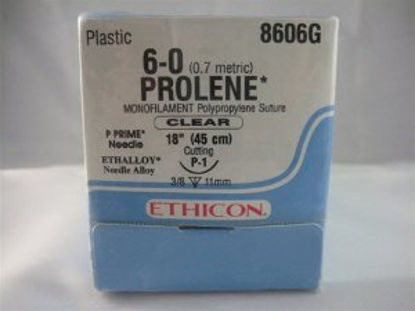 Plastic 8606G
6-0 (0.7 metric)
PROLENE*
MONOFILAMENT Polypropylene Suture
CLEAR
P PRIME* 18" (45 cm)
Needle Cutting
ETHALLOY* P-1
Needle Alloy
3/8 11mm
ETHICON